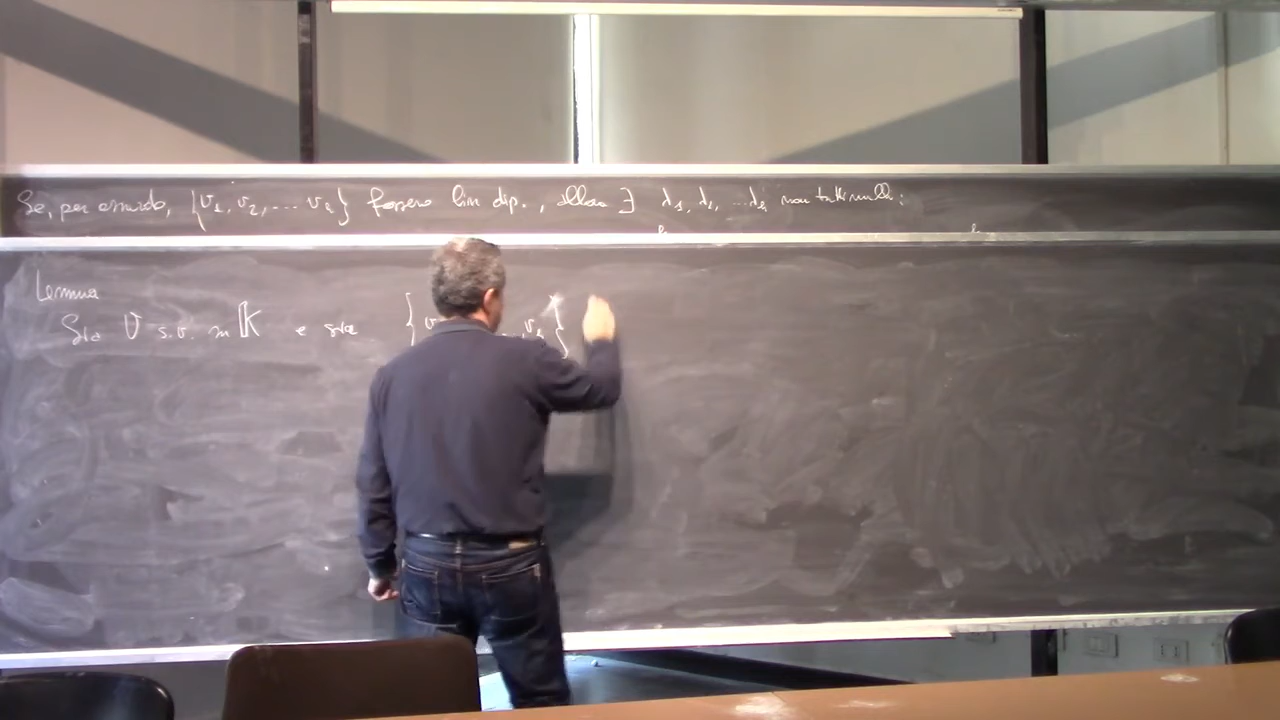 Se, per assurdo, {v₁, v₂, ... vₖ} fossero lin dip., allora ∃ λ₁, λ₂, ...λₖ non tutti nulli:
Lemma
Sia V s.v. su 𝕂 e sia { v